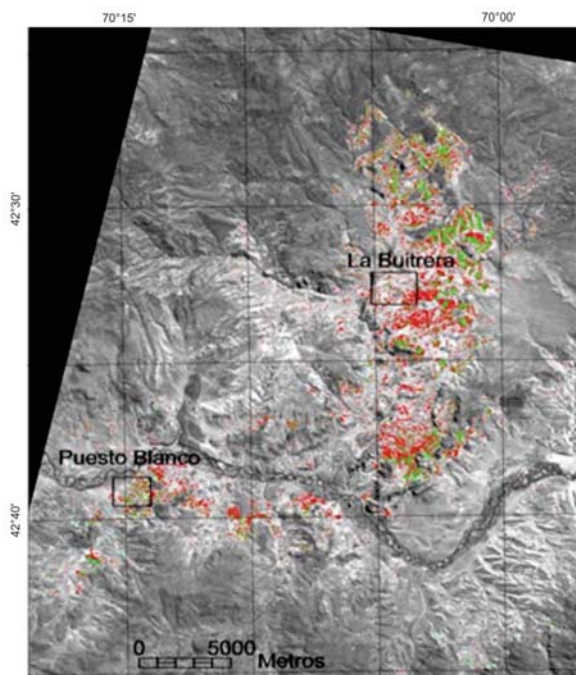 70°15' 70°00'
42°30'
La Buitrera
Puesto Blanco
42°40'
0 5000
Metros